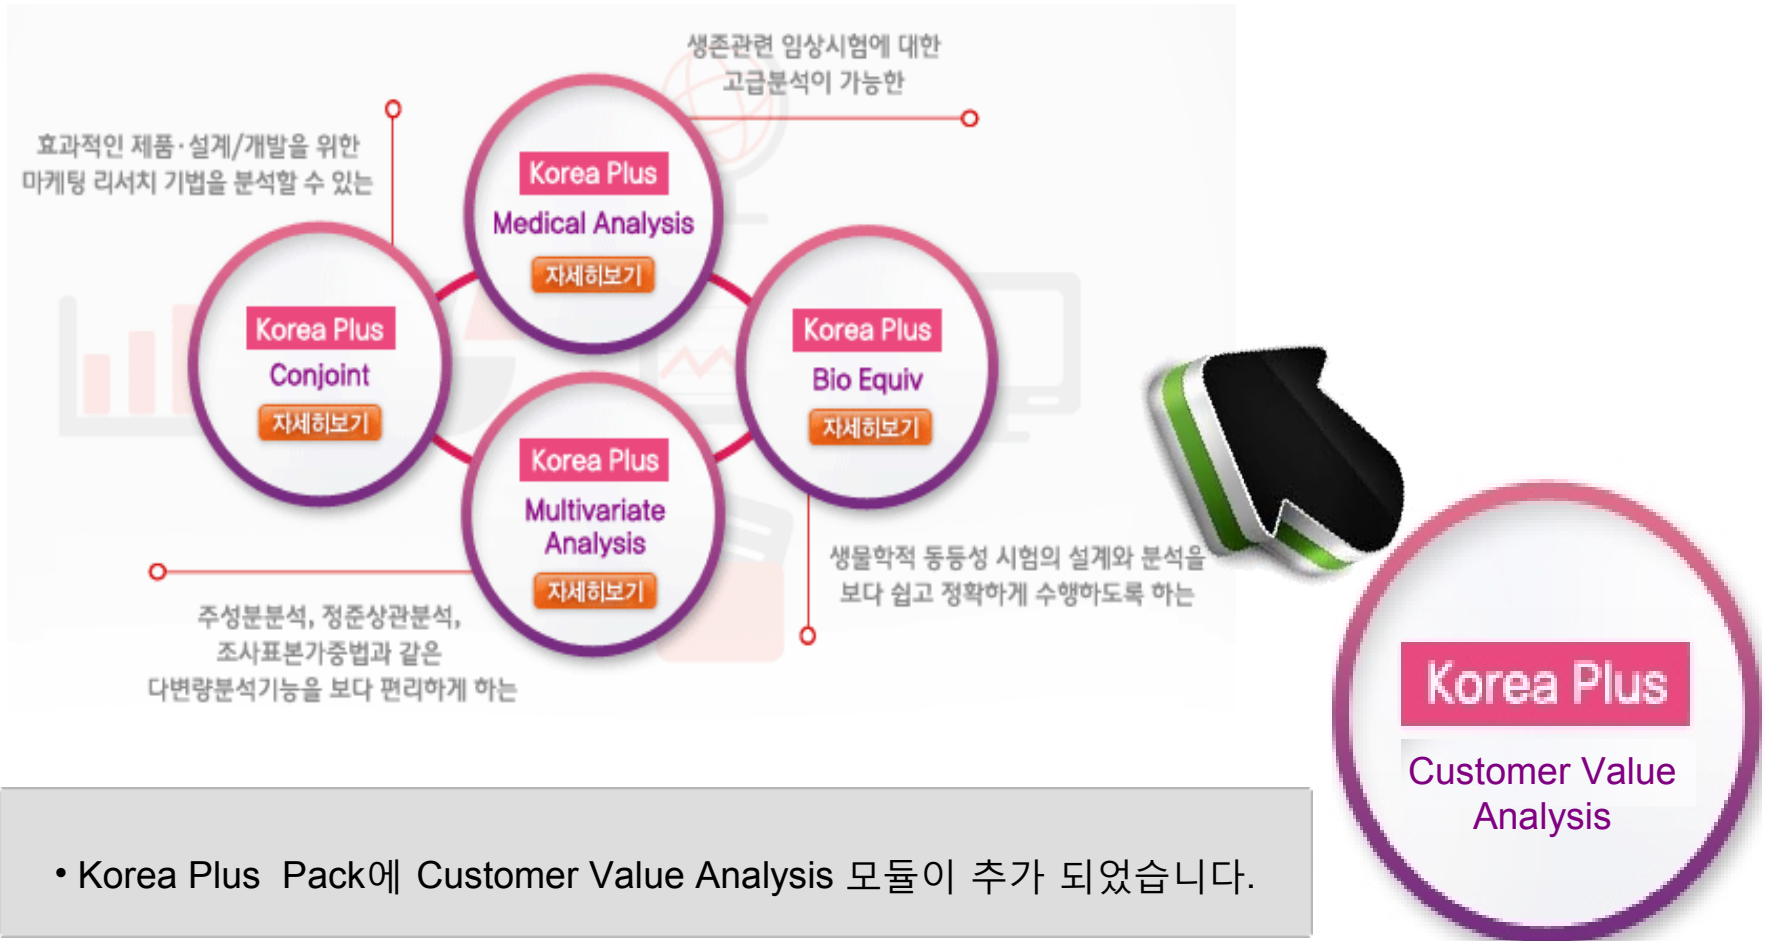 생존관련 임상시험에 대한
고급분석이 가능한
효과적인 제품·설계/개발을 위한
마케팅 리서치 기법을 분석할 수 있는
Korea Plus
Medical Analysis
자세히보기
Korea Plus
Conjoint
자세히보기
Korea Plus
Bio Equiv
자세히보기
Korea Plus
Multivariate
Analysis
자세히보기
생물학적 동등성 시험의 설계와 분석을
보다 쉽고 정확하게 수행하도록 하는
주성분분석, 정준상관분석,
조사표본가중법과 같은
다변량분석기능을 보다 편리하게 하는
Korea Plus
Customer Value
Analysis
• Korea Plus Pack에 Customer Value Analysis 모듈이 추가 되었습니다.